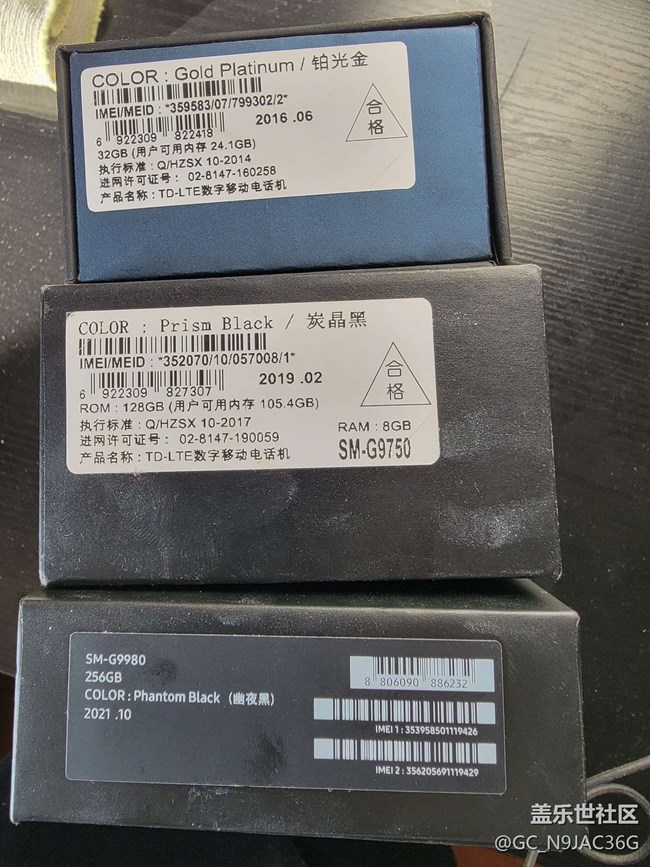 COLOR : Gold Platinum / 铂光金
IMEI/MEID : *359583/07/799302/2*
2016 .06
合格
6 922309 822418
32GB (用户可用内存 24.1GB)
执行标准 : Q/HZSX 10-2014
进网许可证号 : 02-8147-160258
产品名称 : TD-LTE数字移动电话机
COLOR : Prism Black / 炭晶黑
IMEI/MEID : *352070/10/057008/1*
2019 .02
合格
6 922309 827307
ROM : 128GB (用户可用内存 105.4GB)
执行标准 : Q/HZSX 10-2017
RAM : 8GB
进网许可证号 : 02-8147-190059
SM-G9750
产品名称 : TD-LTE数字移动电话机
SM-G9980
256GB
COLOR : Phantom Black (幽夜黑)
2021 .10
8 806090 886232
IMEI 1 : 353958501119426
IMEI 2 : 356205691119429
盖乐世社区
@GC_N9JAC36G